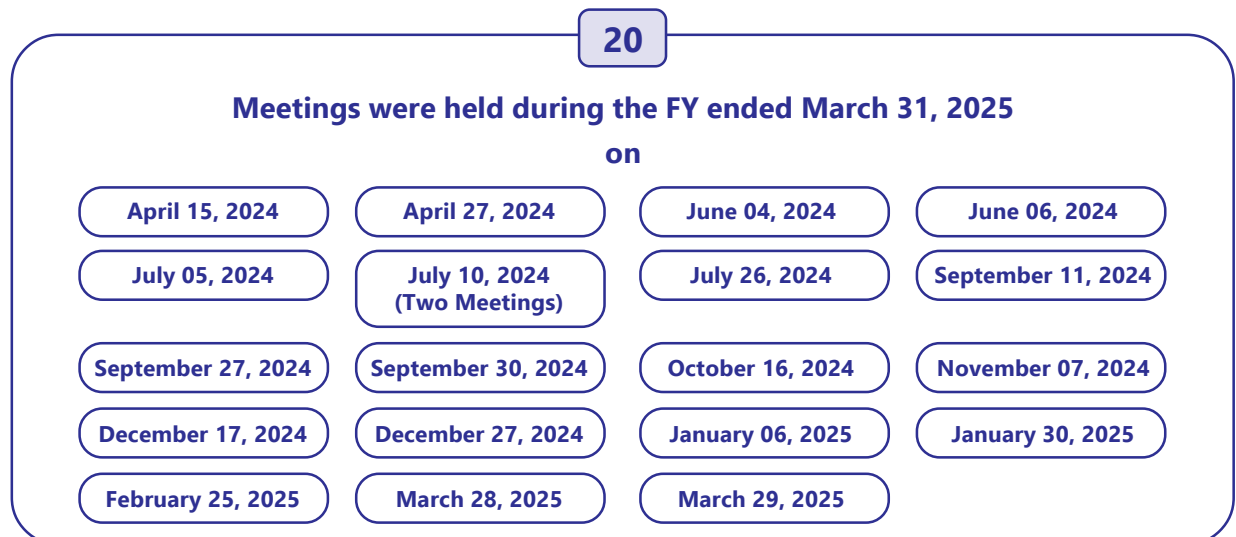 20
Meetings were held during the FY ended March 31, 2025
on
April 15, 2024
April 27, 2024
June 04, 2024
June 06, 2024
July 05, 2024
July 10, 2024
(Two Meetings)
July 26, 2024
September 11, 2024
September 27, 2024
September 30, 2024
October 16, 2024
November 07, 2024
December 17, 2024
December 27, 2024
January 06, 2025
January 30, 2025
February 25, 2025
March 28, 2025
March 29, 2025